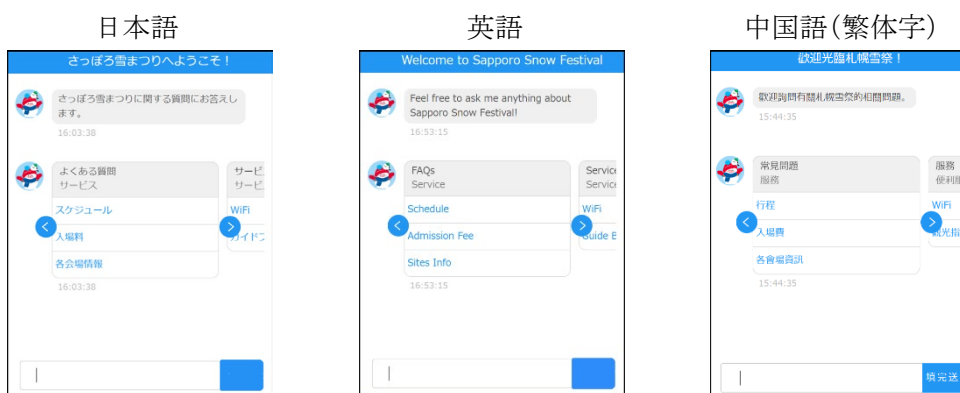 日本語
さっぽろ雪まつりへようこそ！
さっぽろ雪まつりに関する質問にお答えし
ます。
16:03:38
よくある質問
サービス
スケジュール
入場料
各会場情報
サービ
サービ
WiFi
ガイドブ
16:03:38
英語
Welcome to Sapporo Snow Festival
Feel free to ask me anything about
Sapporo Snow Festival!
16:53:15
FAQs
Service
Schedule
Admission Fee
Sites Info
Service
Service
WiFi
Guide B
16:53:15
中国語(繁体字)
歡迎光臨札幌雪祭！
歡迎詢問有關札幌雪祭的相關問題。
15:44:35
常見問題
服務
行程
入場費
各會場資訊
服務
便利服
WiFi
觀光指
15:44:35
填完送